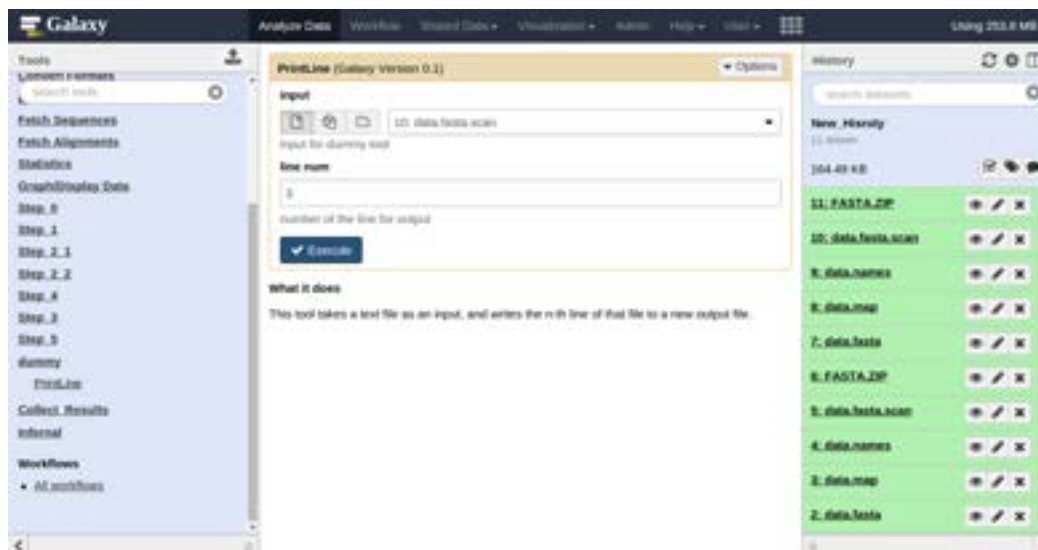 Galaxy
Analyze Data Workflow Shared Data Visualization Admin Help User
Using 253.8 MB
Tools
Convert Formats
search tools
Fetch Sequences
Fetch Alignments
Statistics
Graph/Display Data
Step_0
Step_1
Step_2_1
Step_2_2
Step_4
Step_3
Step_5
dummy
PrintLine
Collect_Results
Infernal
Workflows
All workflows
PrintLine (Galaxy Version 0.1)
Options
input
10: data.fasta.scan
Input for dummy tool
line num
number of the line for output
Execute
What it does
This tool takes a text file as an input, and writes the n-th line of that file to a new output file.
History
search datasets
New_Hisroty
11 shown
164.49 KB
11: FASTA.ZIP
10: data.fasta.scan
9: data.names
8: data.map
7: data.fasta
6: FASTA.ZIP
5: data.fasta.scan
4: data.names
3: data.map
2: data.fasta